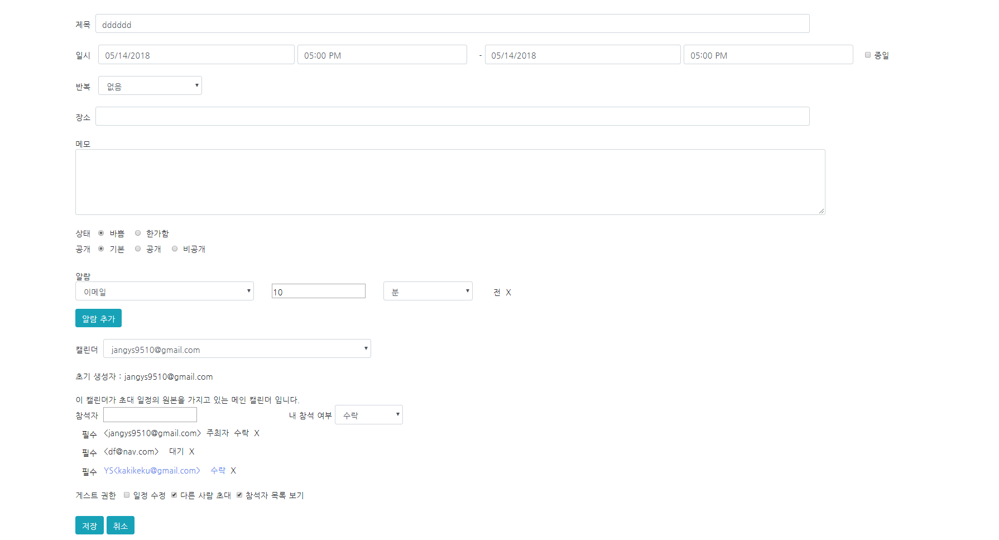 제목 dddddd
일시 05/14/2018 05:00 PM - 05/14/2018 05:00 PM 종일
반복 없음
장소
메모
상태 바쁨 한가함
공개 기본 공개 비공개
알람
이메일 10 분 전 X
알람 추가
캘린더 jangys9510@gmail.com
초기 생성자 : jangys9510@gmail.com
이 캘린더가 초대 일정의 원본을 가지고 있는 메인 캘린더 입니다.
참석자 내 참석 여부 수락
필수 <jangys9510@gmail.com> 주최자 수락 X
필수 <df@nav.com> 대기 X
필수 YS<kakikeku@gmail.com> 수락 X
게스트 권한 일정 수정 다른 사람 초대 참석자 목록 보기
저장 취소